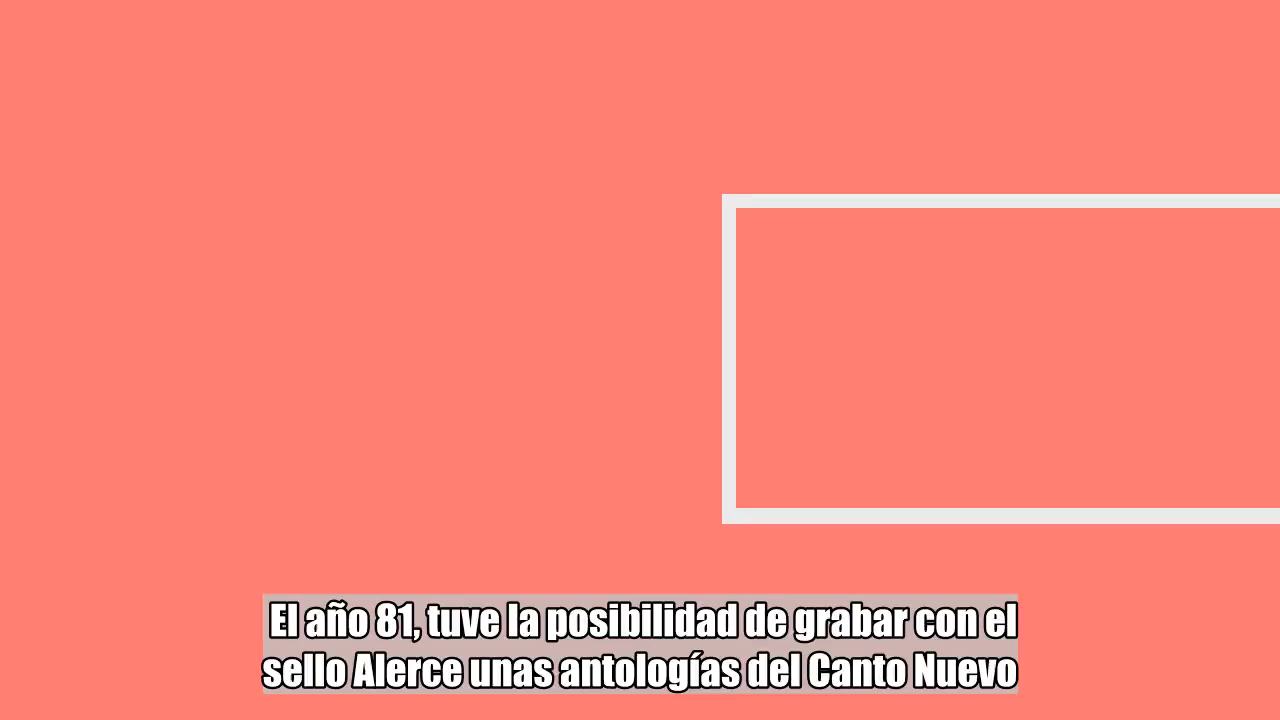 El año 81, tuve la posibilidad de grabar con el
sello Alerce unas antologías del Canto Nuevo